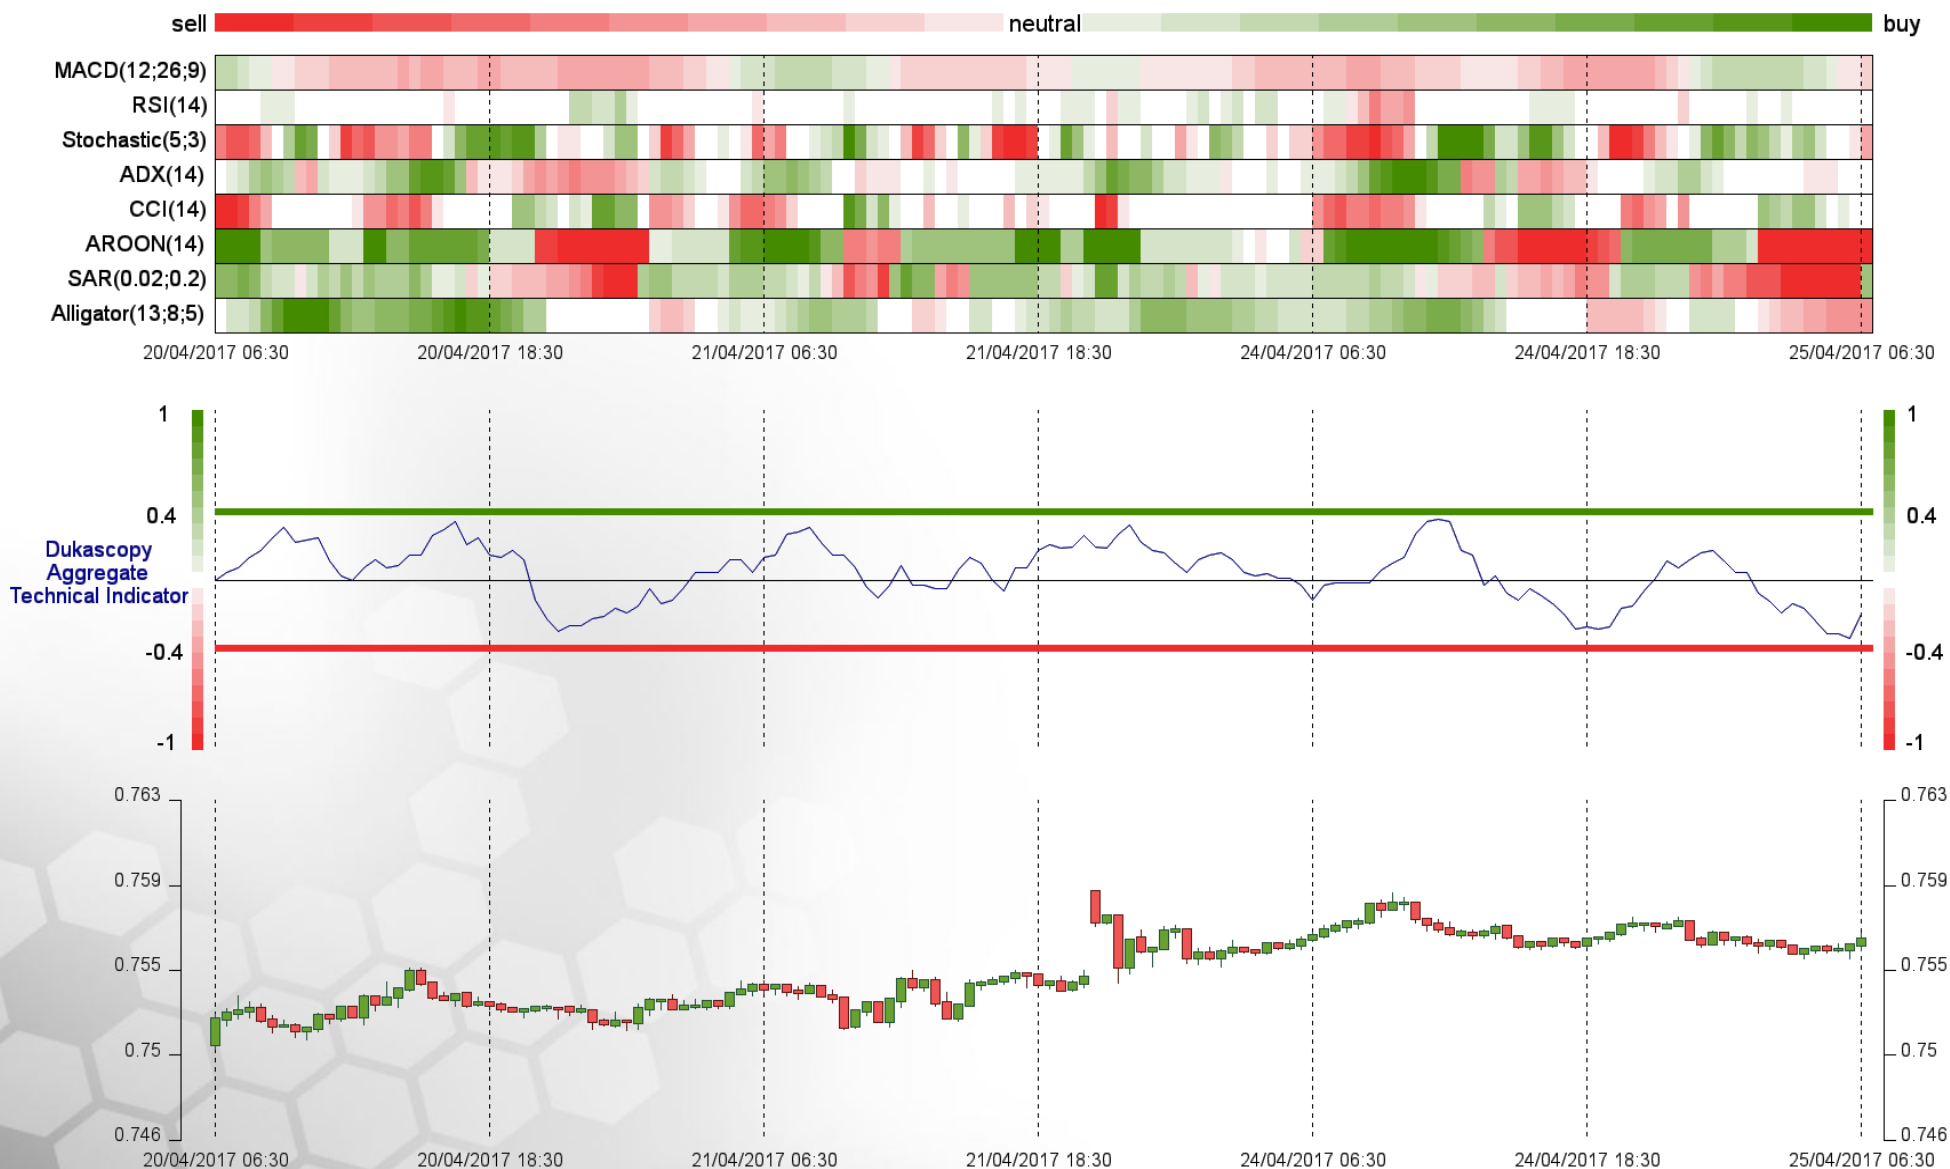 sell neutral buy
MACD(12;26;9)
RSI(14)
Stochastic(5;3)
ADX(14)
CCI(14)
AROON(14)
SAR(0.02;0.2)
Alligator(13;8;5)
20/04/2017 06:30 20/04/2017 18:30 21/04/2017 06:30 21/04/2017 18:30 24/04/2017 06:30 24/04/2017 18:30 25/04/2017 06:30
1 1
0.4 0.4
Dukascopy
Aggregate
Technical Indicator
-0.4 -0.4
-1 -1
0.763 0.763
0.759 0.759
0.755 0.755
0.75 0.75
0.746 0.746
20/04/2017 06:30 20/04/2017 18:30 21/04/2017 06:30 21/04/2017 18:30 24/04/2017 06:30 24/04/2017 18:30 25/04/2017 06:30